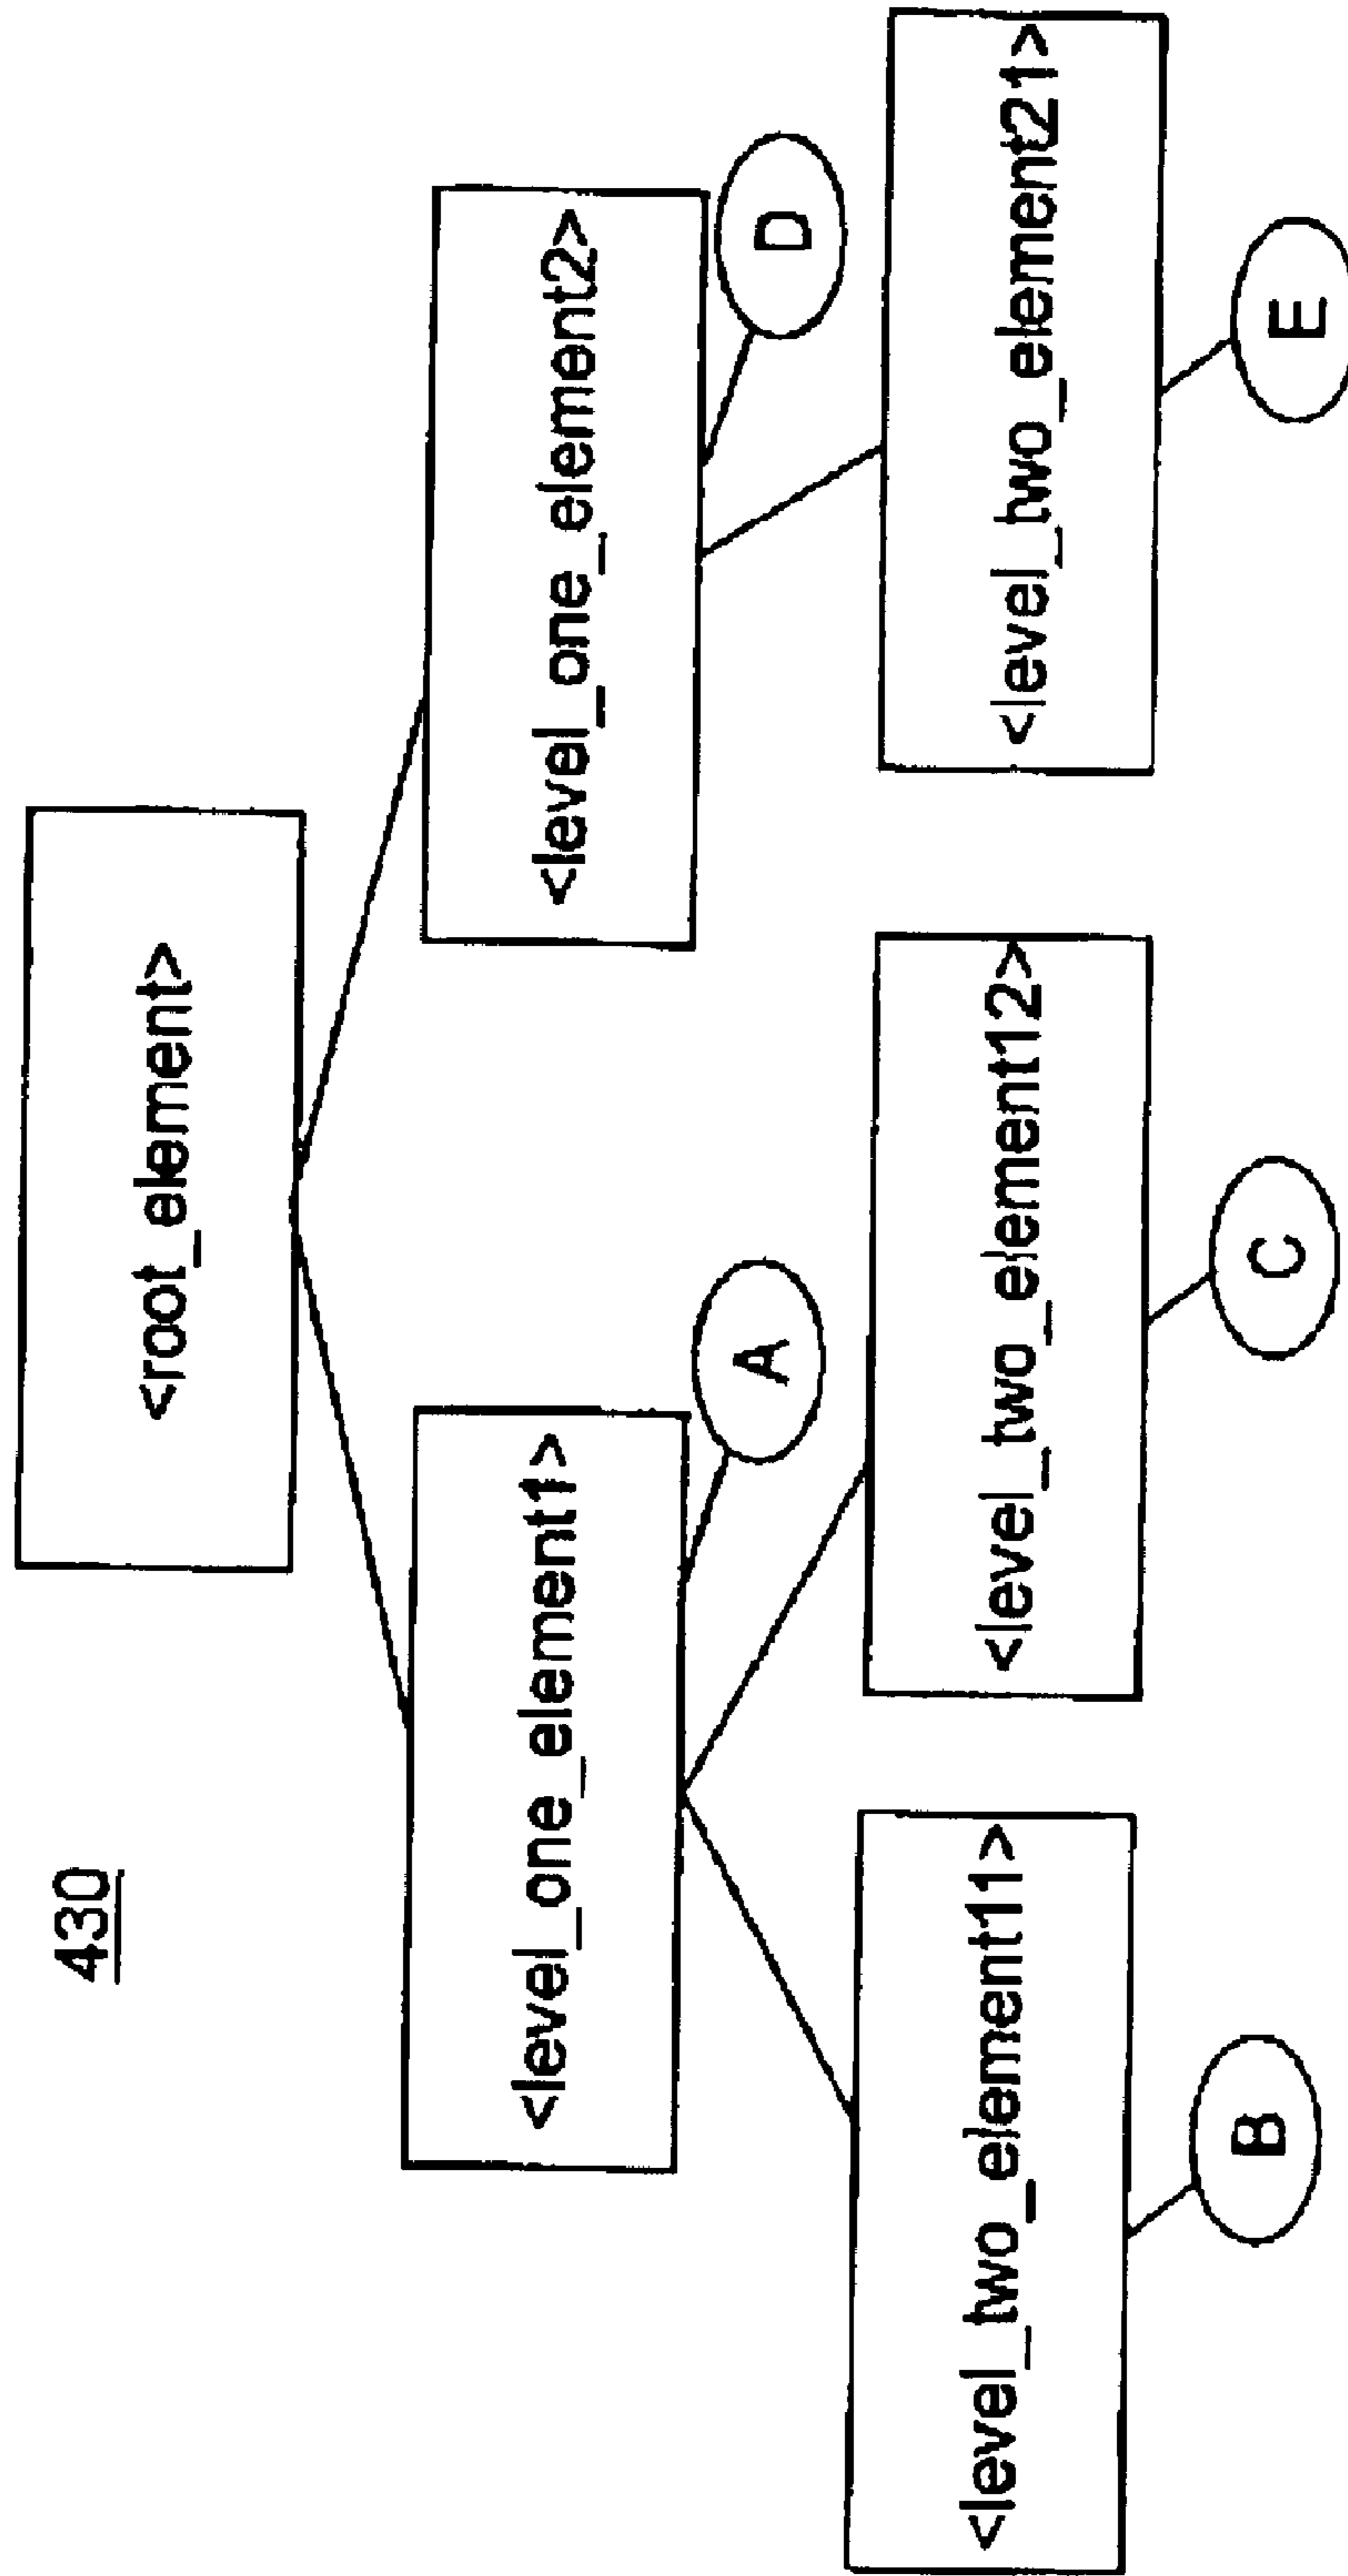 430
<root_element>
<level_one_element1>
<level_one_element2>
A
D
<level_two_element11>
<level_two_element12>
<level_two_element21>
B
C
E